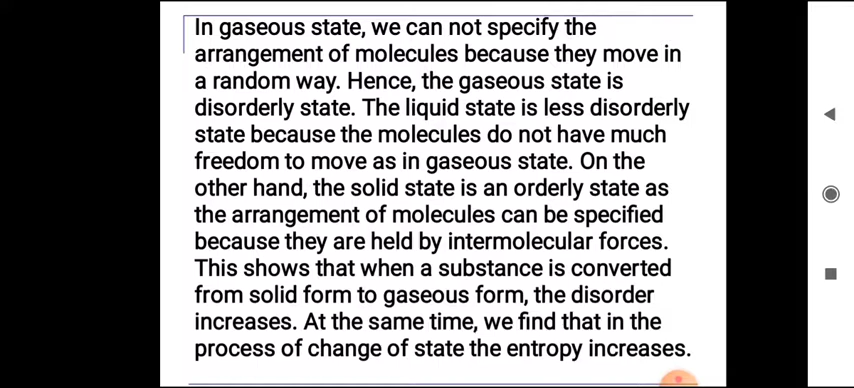 In gaseous state, we can not specify the
arrangement of molecules because they move in
a random way. Hence, the gaseous state is
disorderly state. The liquid state is less disorderly
state because the molecules do not have much
freedom to move as in gaseous state. On the
other hand, the solid state is an orderly state as
the arrangement of molecules can be specified
because they are held by intermolecular forces.
This shows that when a substance is converted
from solid form to gaseous form, the disorder
increases. At the same time, we find that in the
process of change of state the entropy increases.